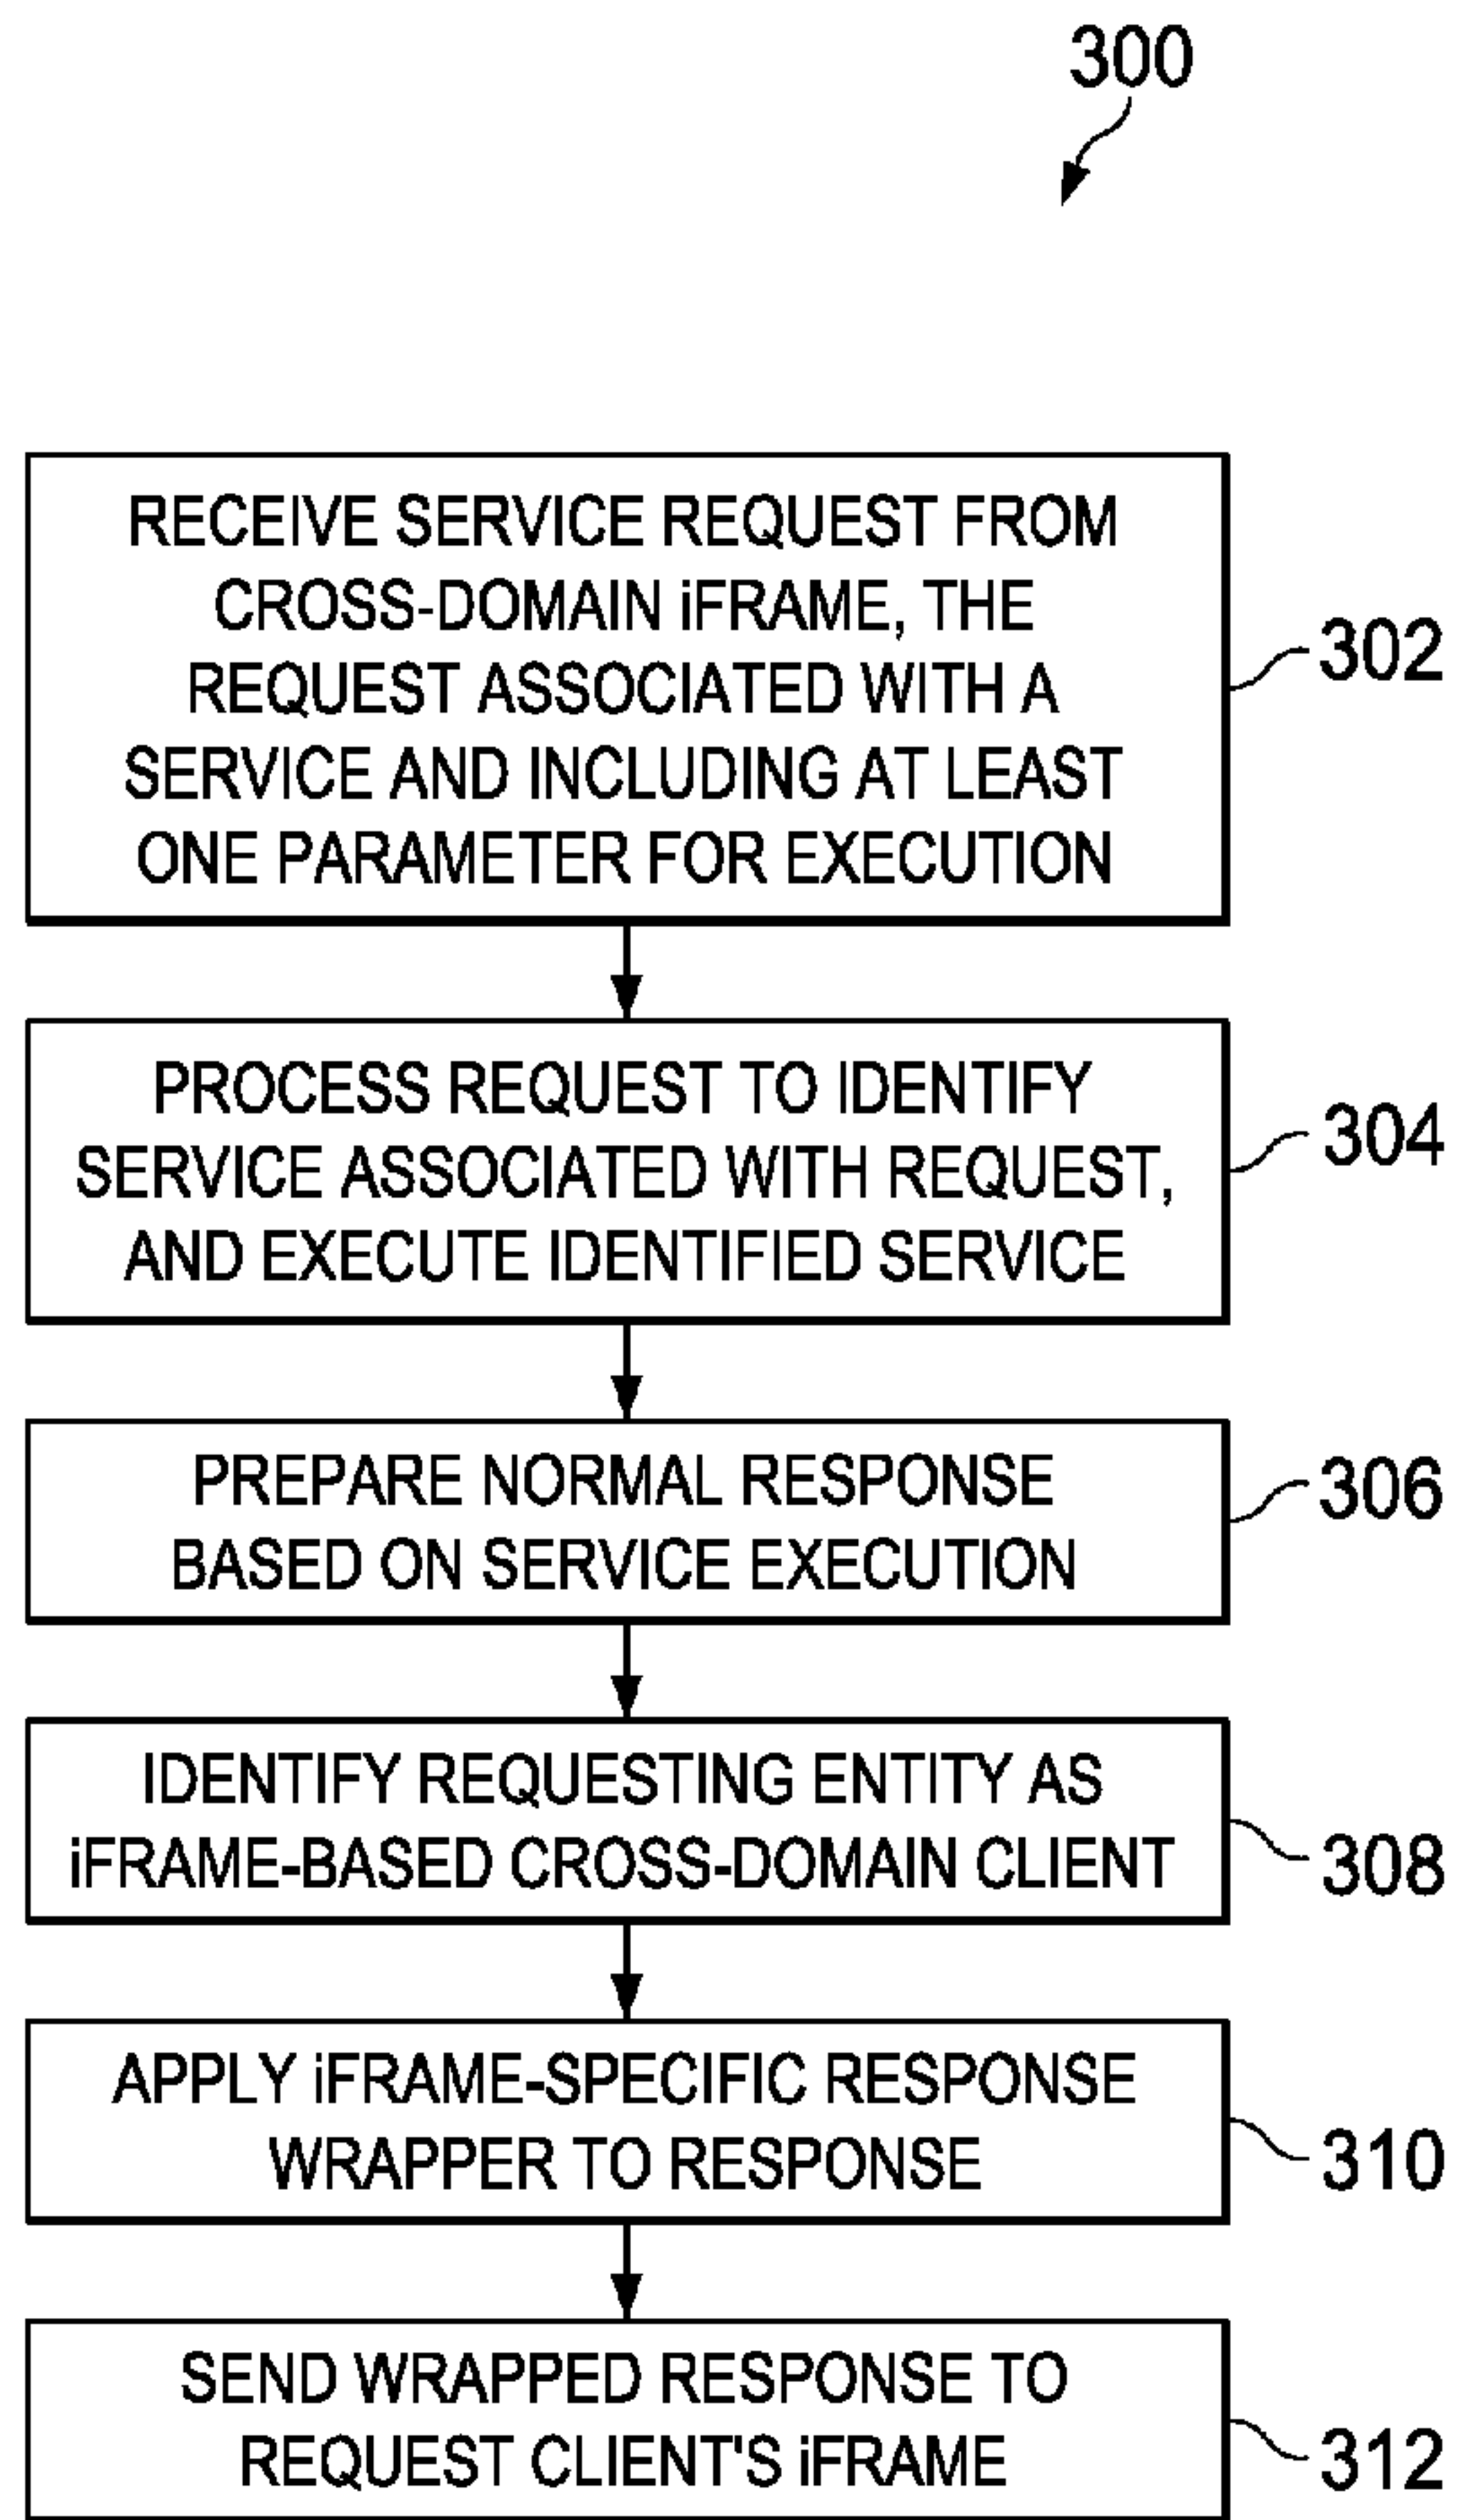 300
RECEIVE SERVICE REQUEST FROM
CROSS-DOMAIN iFRAME, THE
REQUEST ASSOCIATED WITH A
SERVICE AND INCLUDING AT LEAST
ONE PARAMETER FOR EXECUTION
302
PROCESS REQUEST TO IDENTIFY
SERVICE ASSOCIATED WITH REQUEST,
AND EXECUTE IDENTIFIED SERVICE
304
PREPARE NORMAL RESPONSE
BASED ON SERVICE EXECUTION
306
IDENTIFY REQUESTING ENTITY AS
iFRAME-BASED CROSS-DOMAIN CLIENT
308
APPLY iFRAME-SPECIFIC RESPONSE
WRAPPER TO RESPONSE
310
SEND WRAPPED RESPONSE TO
REQUEST CLIENT'S iFRAME
312